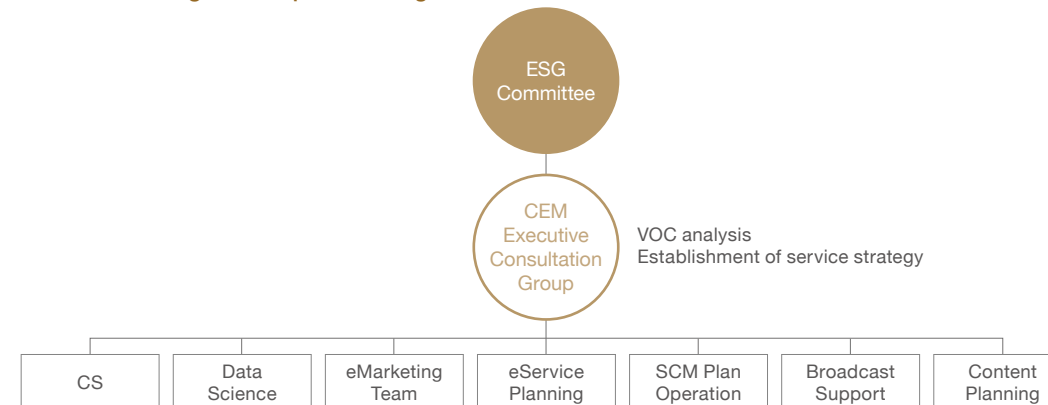 ESG
Committee
CEM
Executive
Consultation
Group
VOC analysis
Establishment of service strategy
CS
Data
Science
eMarketing
Team
eService
Planning
SCM Plan
Operation
Broadcast
Support
Content
Planning